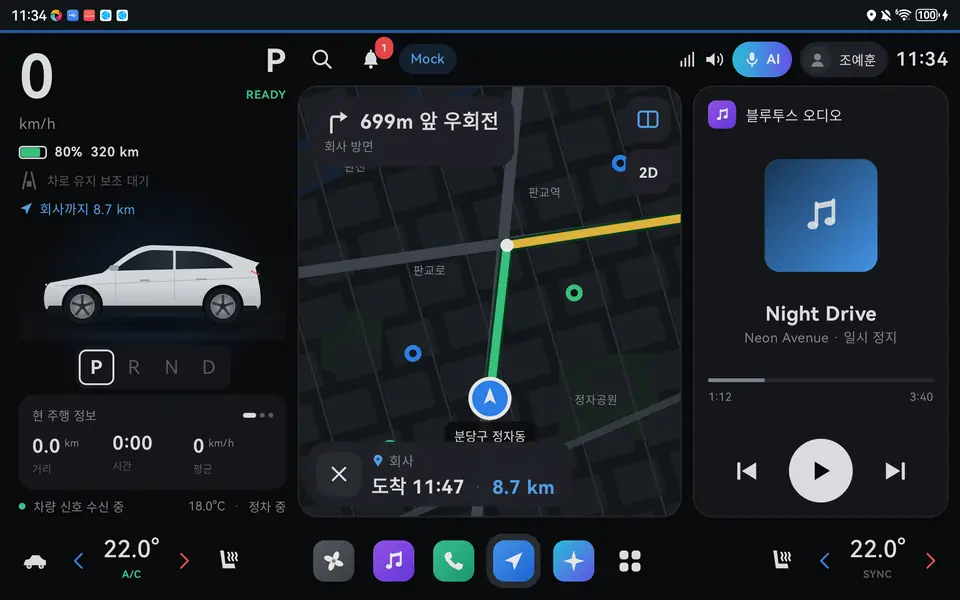 11:34
100
0
km/h
P
READY
80% 320 km
차로 유지 보조 대기
회사까지 8.7 km
P R N D
현 주행 정보
0.0 km
거리
0:00
시간
0 km/h
평균
차량 신호 수신 중
18.0°C · 정차 중
1
Mock
AI
조예훈
11:34
699m 앞 우회전
회사 방면
2D
판교역
판교로
정자공원
분당구 정자동
회사
도착 11:47 · 8.7 km
블루투스 오디오
Night Drive
Neon Avenue · 일시 정지
1:12
3:40
22.0°
A/C
22.0°
SYNC